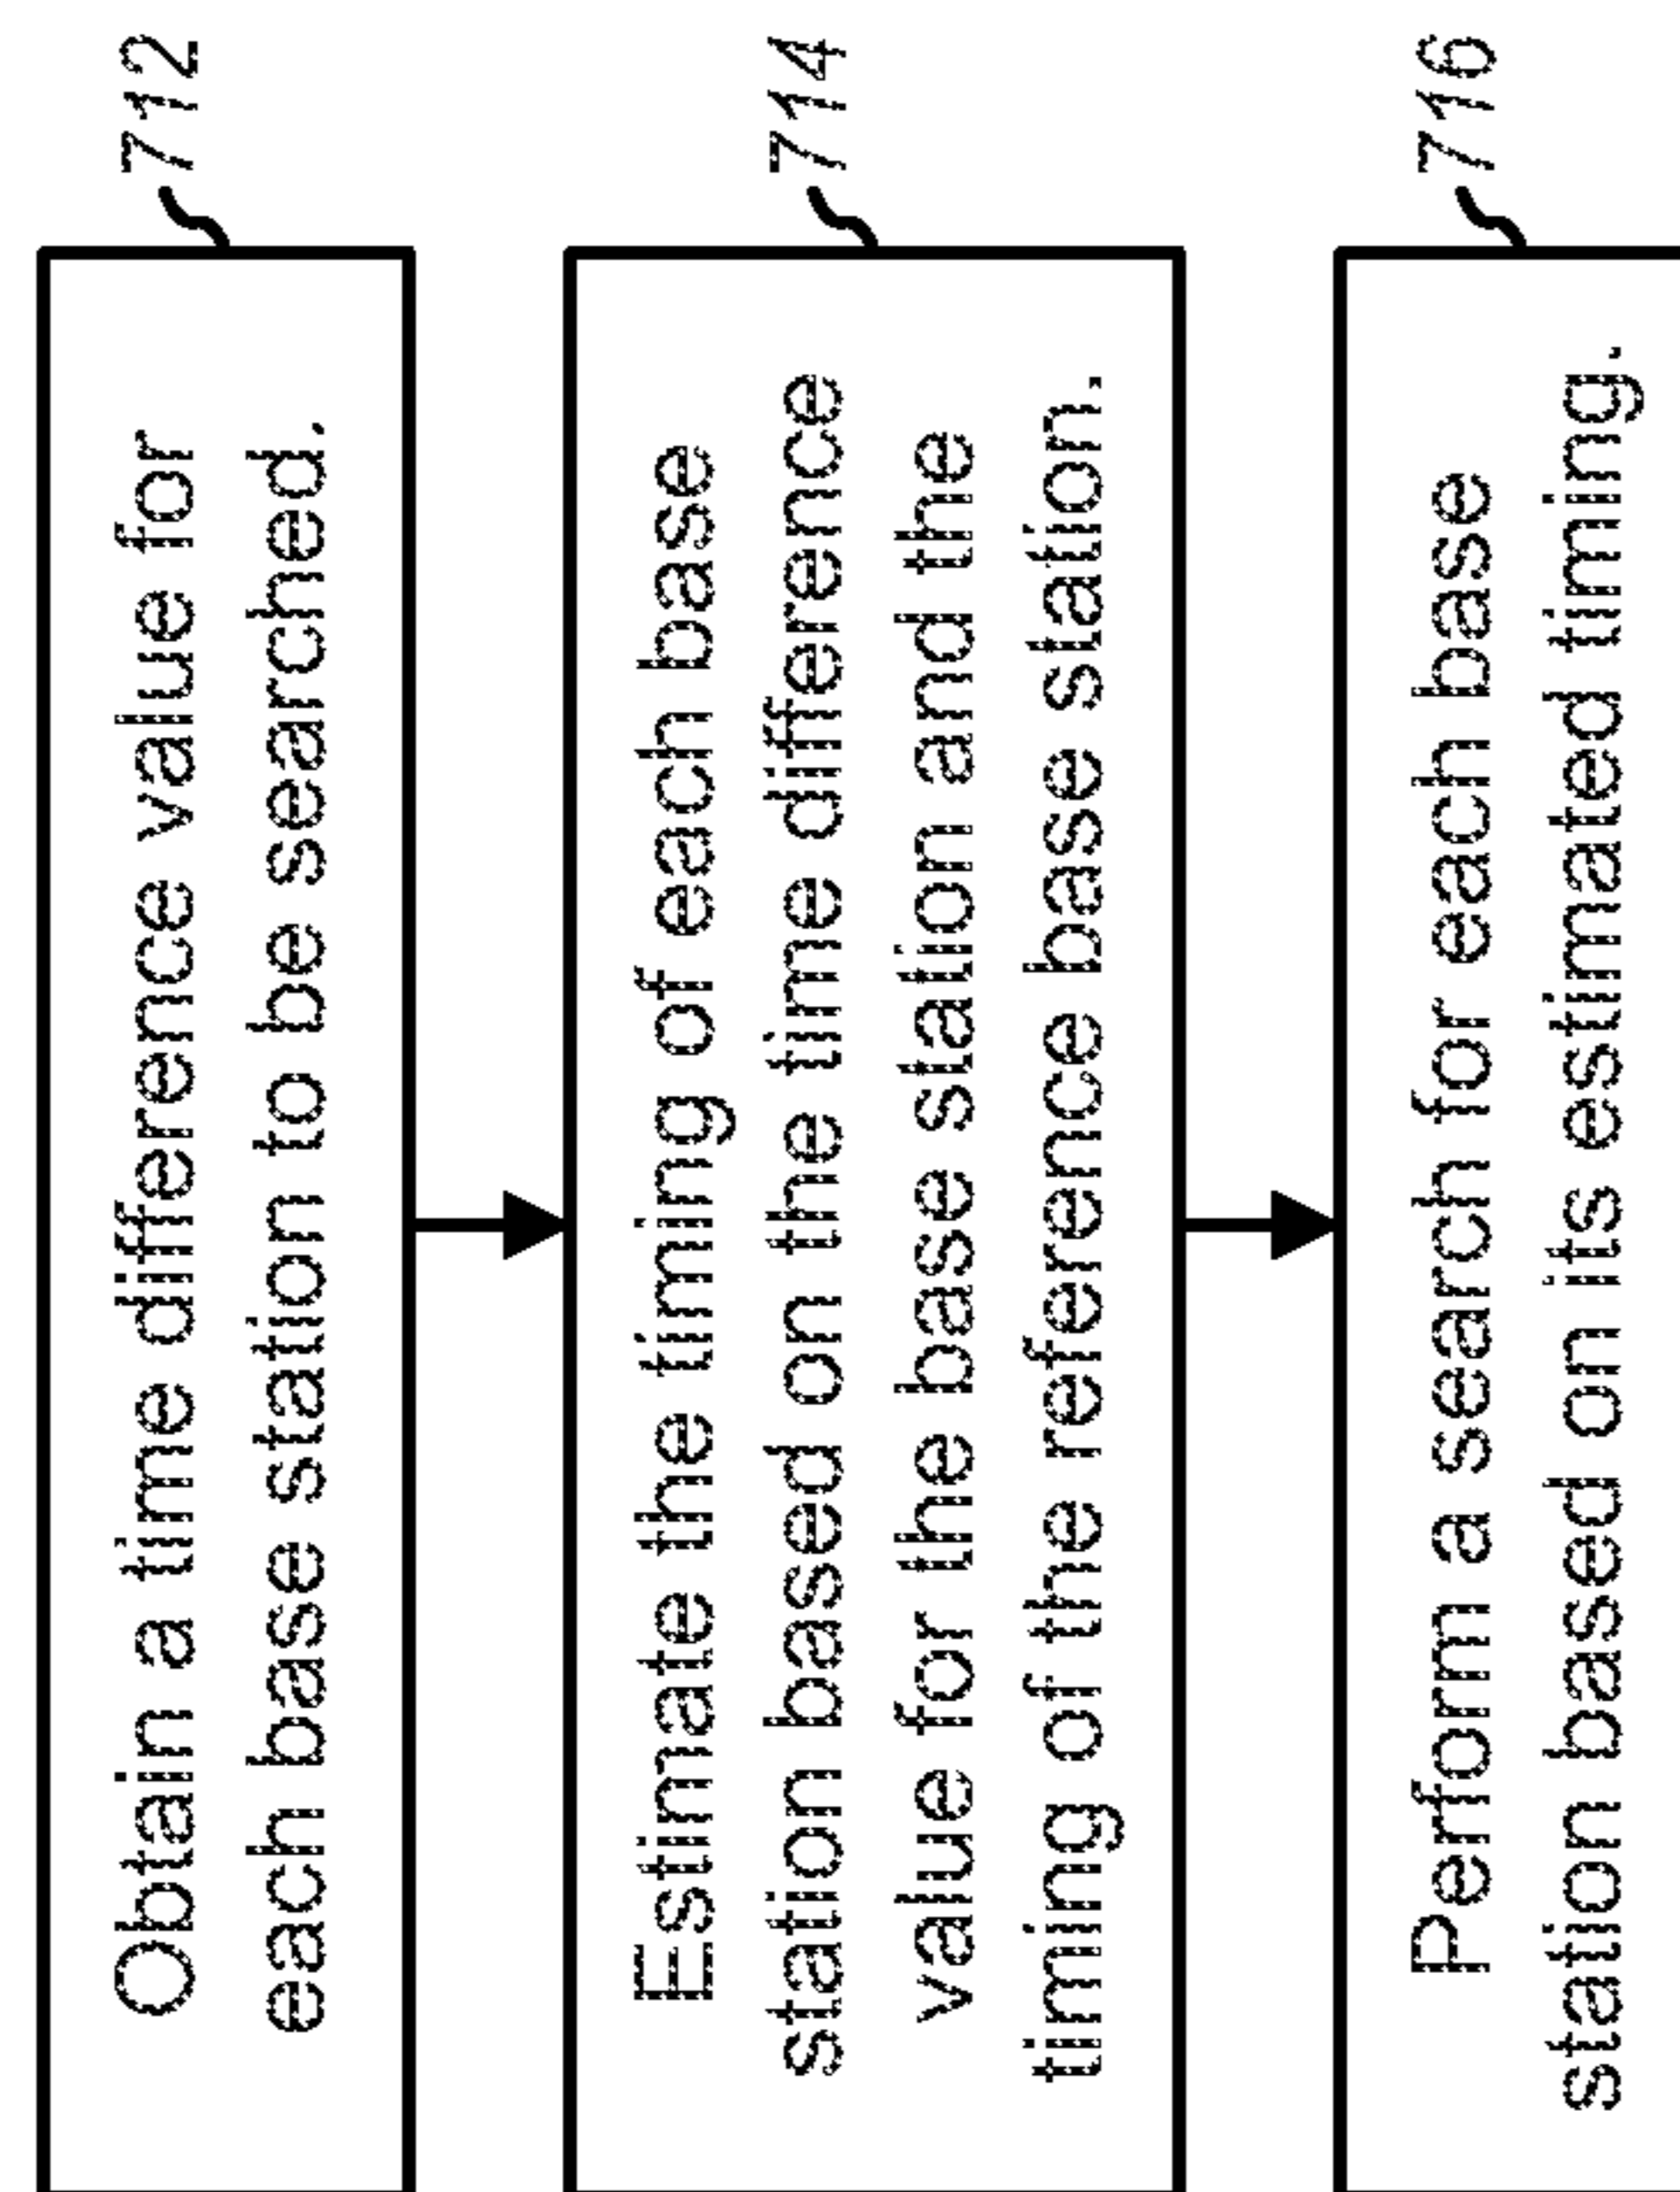 712
Obtain a time difference value for
each base station to be searched.
714
Estimate the timing of each base
station based on the time difference
value for the base station and the
timing of the reference base station.
716
Perform a search for each base
station based on its estimated timing.